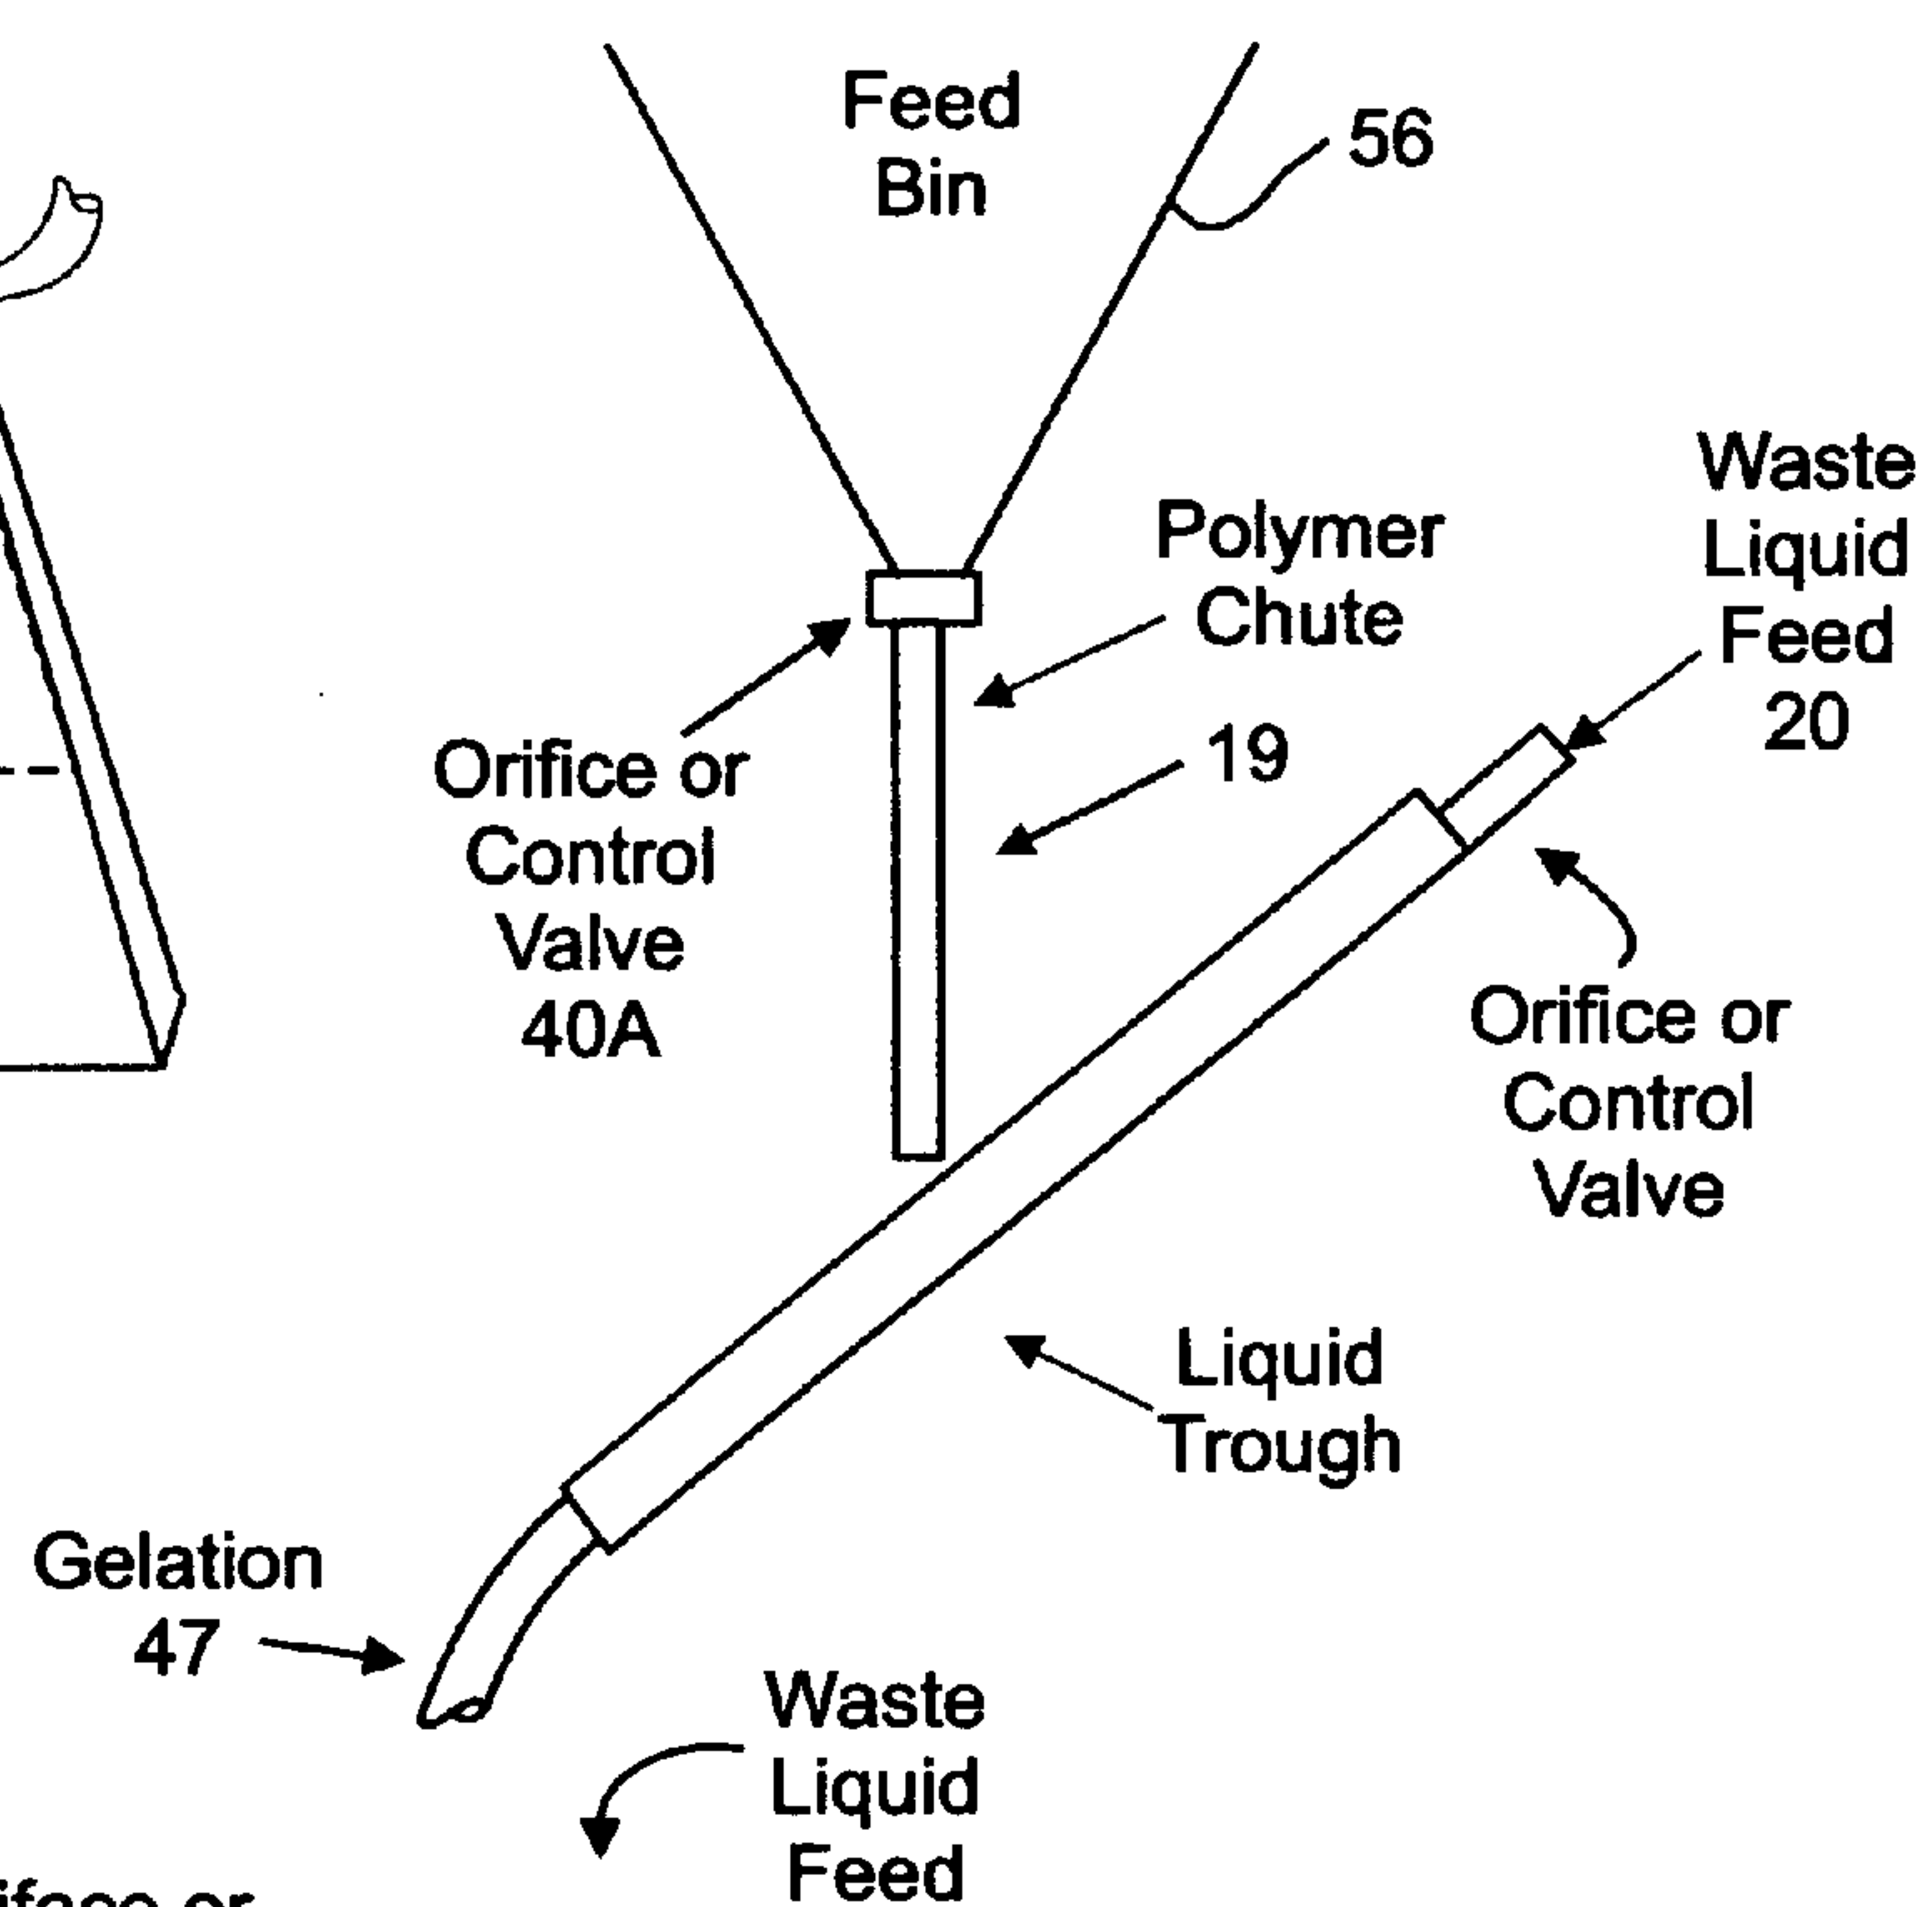 Feed
Bin
56
Polymer
Chute
19
Waste
Liquid
Feed
20
Orifice or
Control
Valve
40A
Orifice or
Control
Valve
Liquid
Trough
Gelation
47
Waste
Liquid
Feed
or